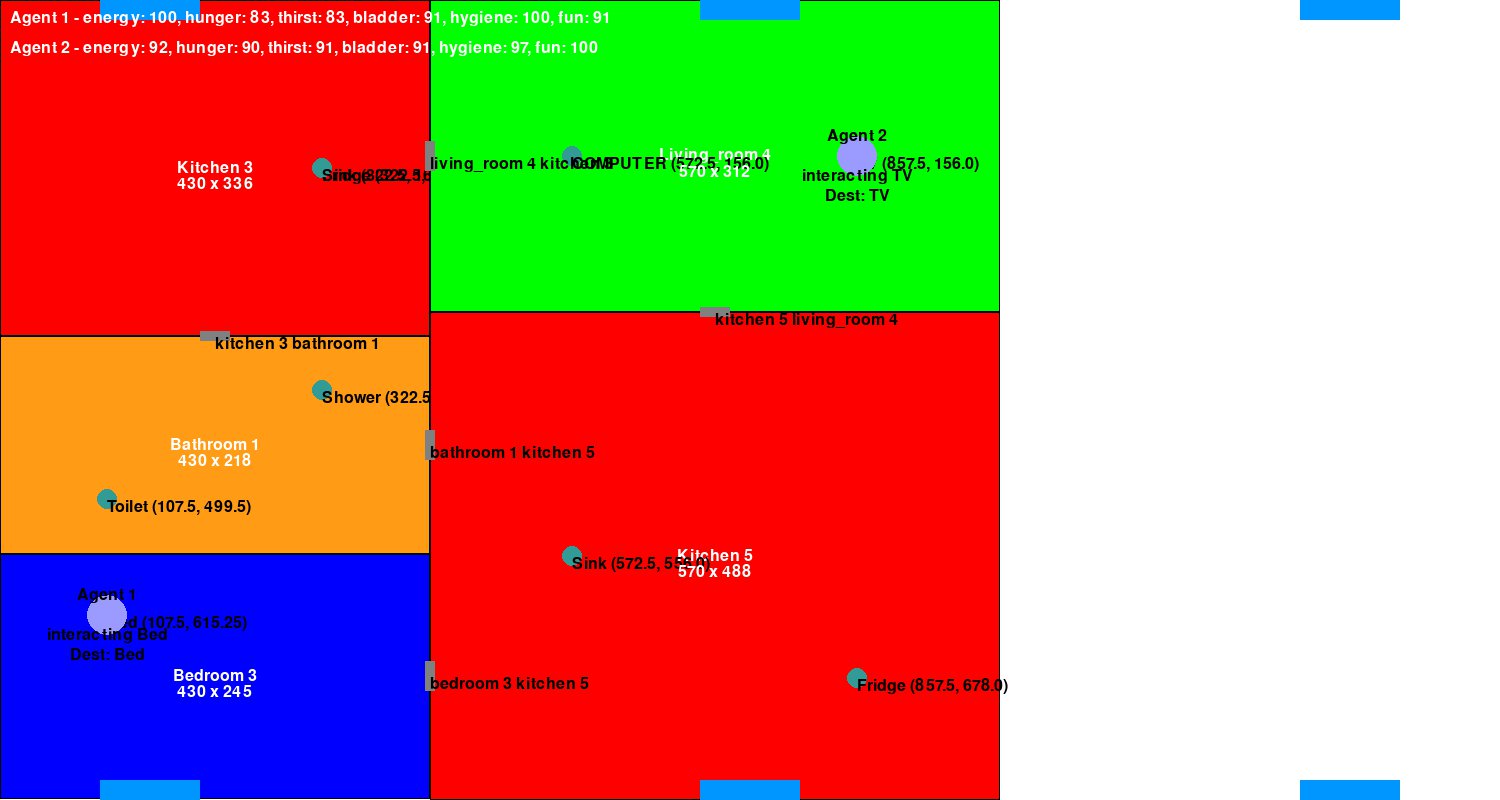 Agent 1 - energy: 100, hunger: 83, thirst: 83, bladder: 91, hygiene: 100, fun: 91
Agent 2 - energy: 92, hunger: 90, thirst: 91, bladder: 91, hygiene: 97, fun: 100
Agent 2
Kitchen 3
430 x 336
living_room 4 kitchen 3
COMPUTER (572.5, 156.0)
Living_room 4
570 x 312
(857.5, 156.0)
interacting TV
Dest: TV
kitchen 5 living_room 4
kitchen 3 bathroom 1
Shower (322.5
Bathroom 1
430 x 218
bathroom 1 kitchen 5
Toilet (107.5, 499.5)
Kitchen 5
570 x 488
Sink (572.5,
Agent 1
(107.5, 615.25)
interacting Bed
Dest: Bed
Bedroom 3
430 x 245
bedroom 3 kitchen 5
Fridge (857.5, 678.0)